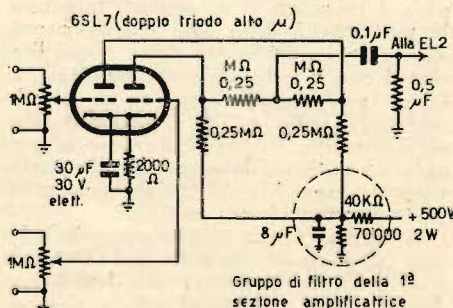 6SL7 (doppio triodo alto μ)
0,1μF
Alla EL2
MΩ
0,25
MΩ
0,25
0,5
μF
1MΩ
0,25MΩ
0,25MΩ
30μF
30 V.
elett.
2000
Ω
40KΩ
+500V
70'000
2W
8μF
1MΩ
Gruppo di filtro della 1ª
sezione amplificatrice